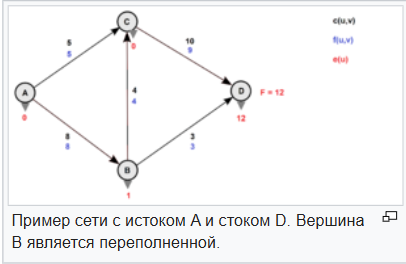 C
c(u,v)
f(u,v)
e(u)
5
5
0
10
9
A
0
4
4
D
F = 12
12
8
8
3
3
B
1
Пример сети с истоком A и стоком D. Вершина
B является переполненной.